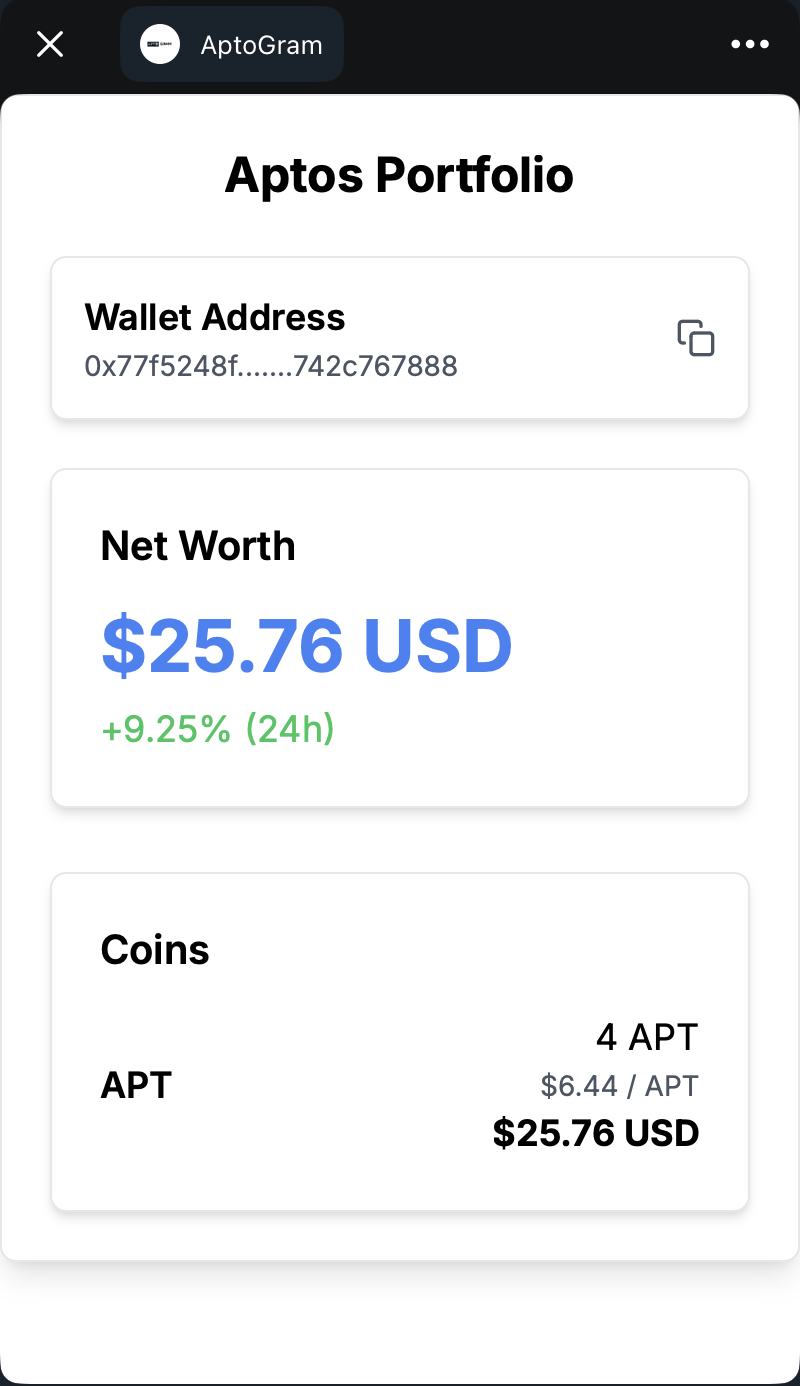 AptoGram
Aptos Portfolio
Wallet Address
0x77f5248f.......742c767888
Net Worth
$25.76 USD
+9.25% (24h)
Coins
4 APT
APT
$6.44 / APT
$25.76 USD